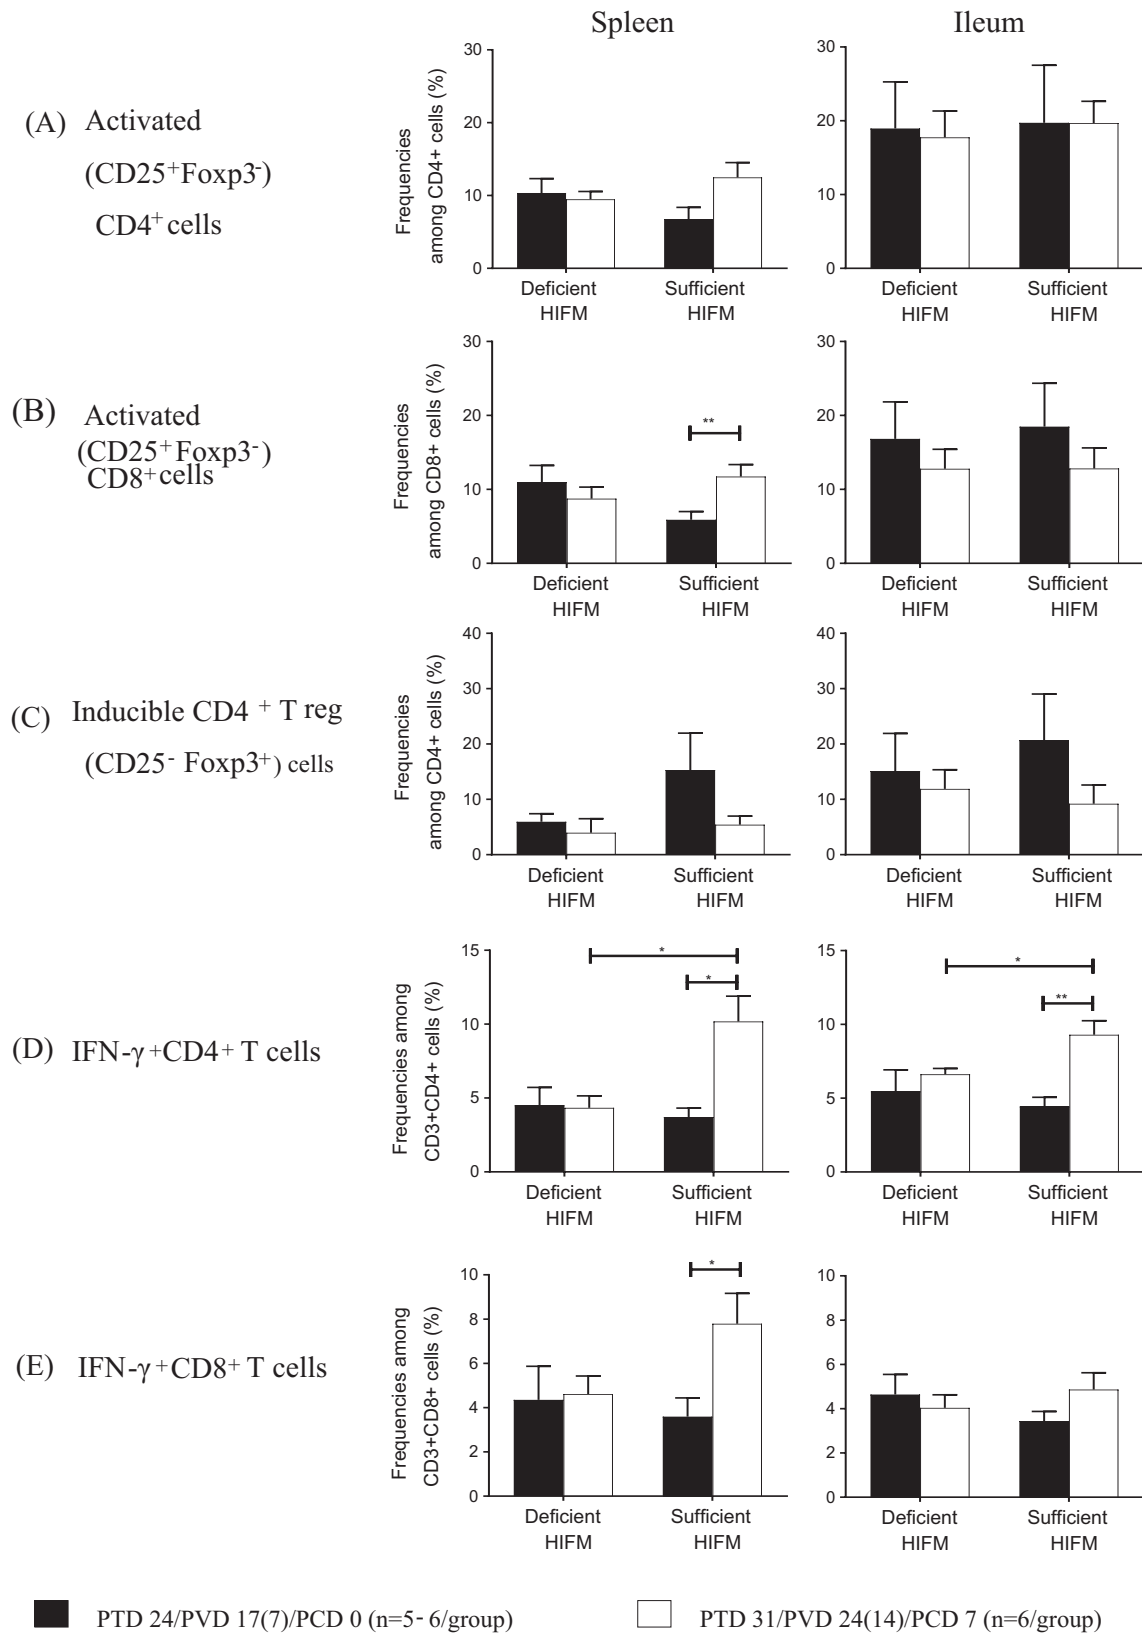 Spleen
Ileum
(A) Activated
(CD25+Foxp3-)
CD4+ cells
Frequencies
among CD4+ cells (%)
30
20
10
0
Deficient
HIFM
Sufficient
HIFM
30
20
10
0
Deficient
HIFM
Sufficient
HIFM
(B) Activated
(CD25+Foxp3-)
CD8+cells
Frequencies
among CD8+ cells (%)
30
20
10
0
**
Deficient
HIFM
Sufficient
HIFM
30
20
10
0
Deficient
HIFM
Sufficient
HIFM
(C) Inducible CD4 + T reg
(CD25- Foxp3+) cells
Frequencies
among CD4+ cells (%)
40
30
20
10
0
Deficient
HIFM
Sufficient
HIFM
40
30
20
10
0
Deficient
HIFM
Sufficient
HIFM
(D) IFN-γ+CD4+ T cells
Frequencies among
CD3+CD4+ cells (%)
15
10
5
0
*
*
Deficient
HIFM
Sufficient
HIFM
15
10
5
0
*
**
Deficient
HIFM
Sufficient
HIFM
(E) IFN-γ+CD8+ T cells
Frequencies among
CD3+CD8+ cells (%)
10
8
6
4
2
0
*
Deficient
HIFM
Sufficient
HIFM
10
8
6
4
2
0
Deficient
HIFM
Sufficient
HIFM
PTD 24/PVD 17(7)/PCD 0 (n=5-6/group)
PTD 31/PVD 24(14)/PCD 7 (n=6/group)